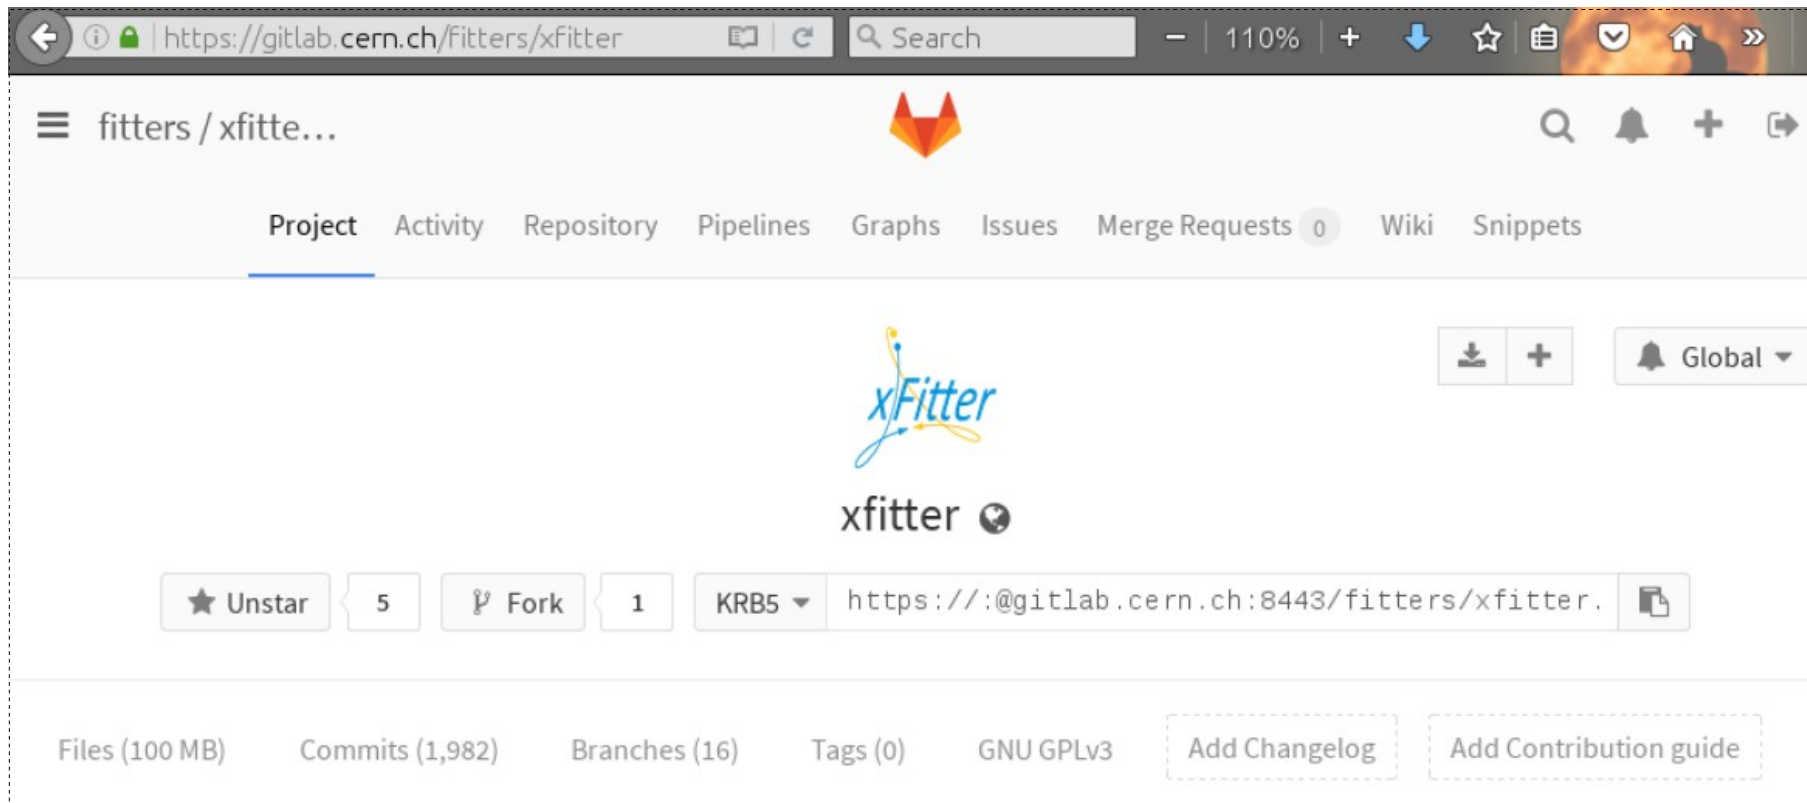 https://gitlab.cern.ch/fitters/xfitter Search 110%
fitters / xfitte...
Project Activity Repository Pipelines Graphs Issues Merge Requests 0 Wiki Snippets
Global
xFitter
xfitter
Unstar 5 Fork 1 KRB5 https://:@gitlab.cern.ch:8443/fitters/xfitter.
Files (100 MB) Commits (1,982) Branches (16) Tags (0) GNU GPLv3 Add Changelog Add Contribution guide